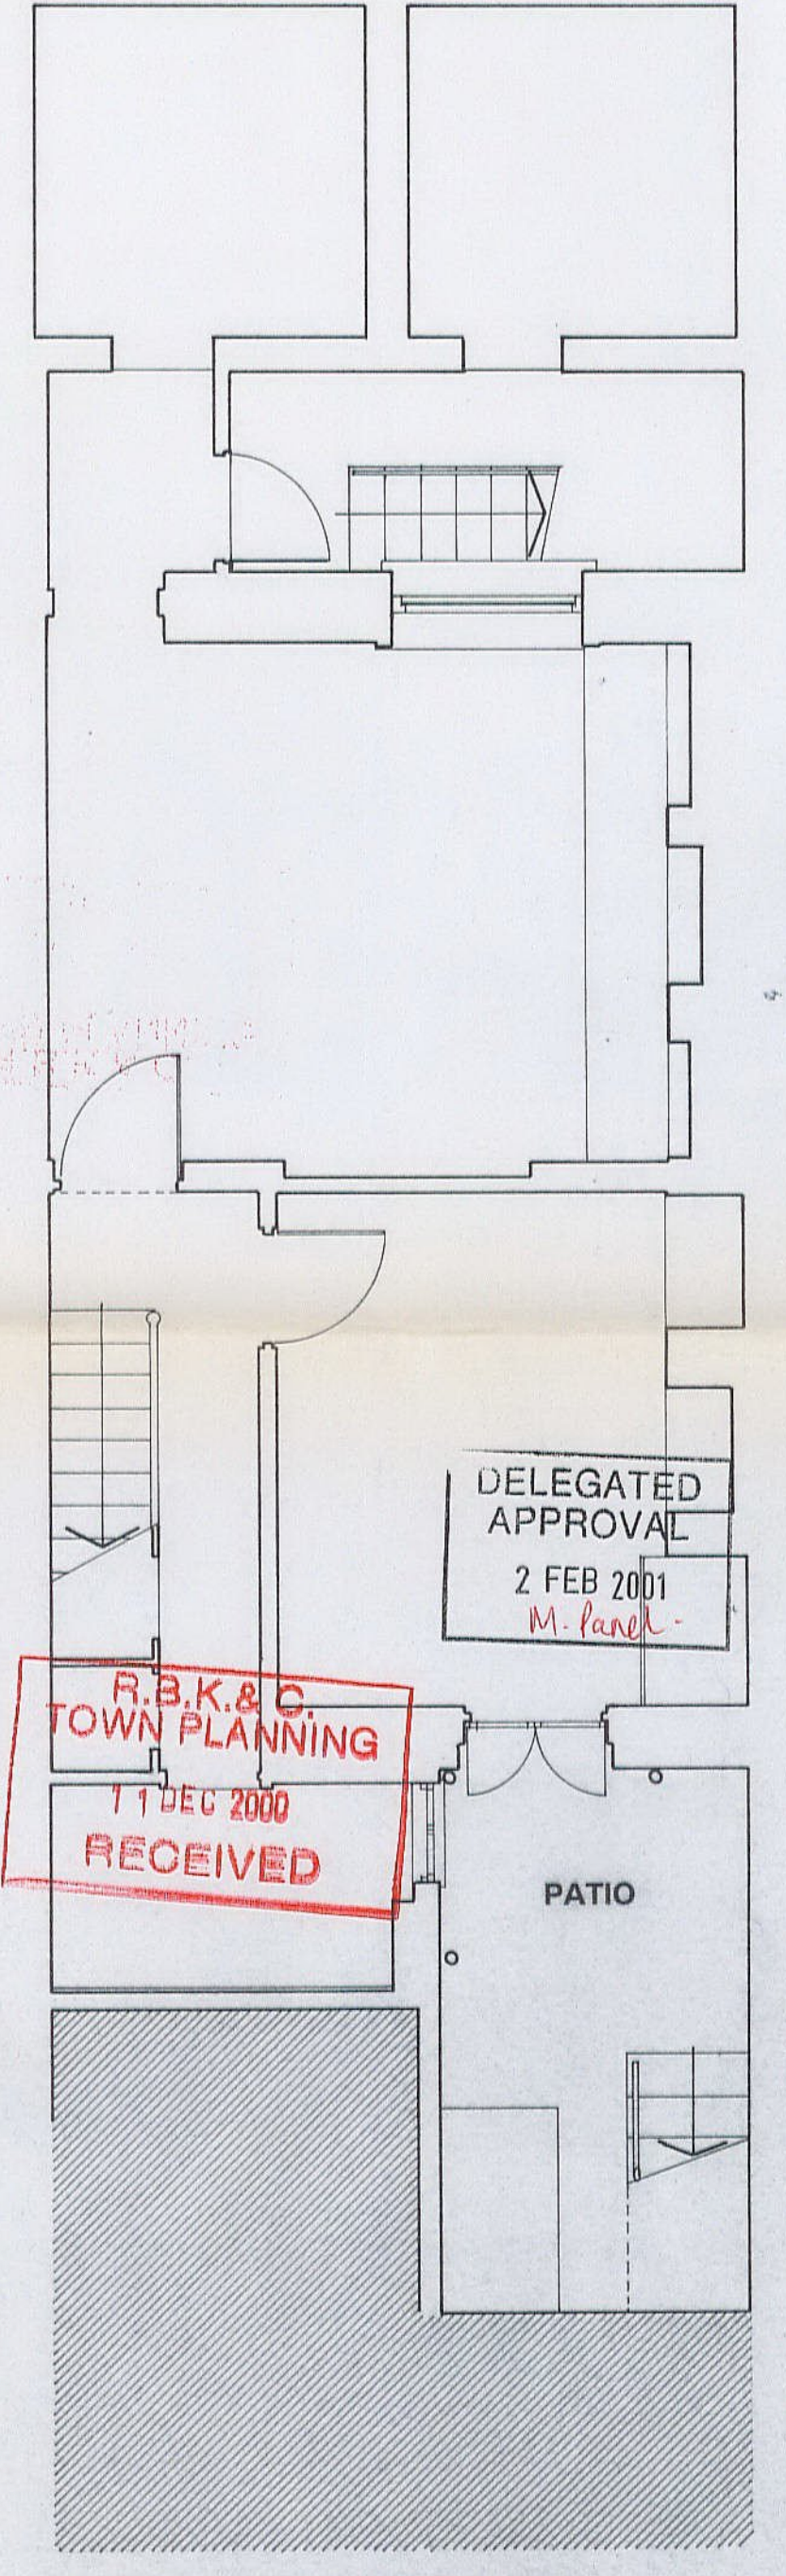 DELEGATED
APPROVAL
2 FEB 2001
R.B.K.& C.
TOWN PLANNING
11 DEC 2000
RECEIVED
PATIO